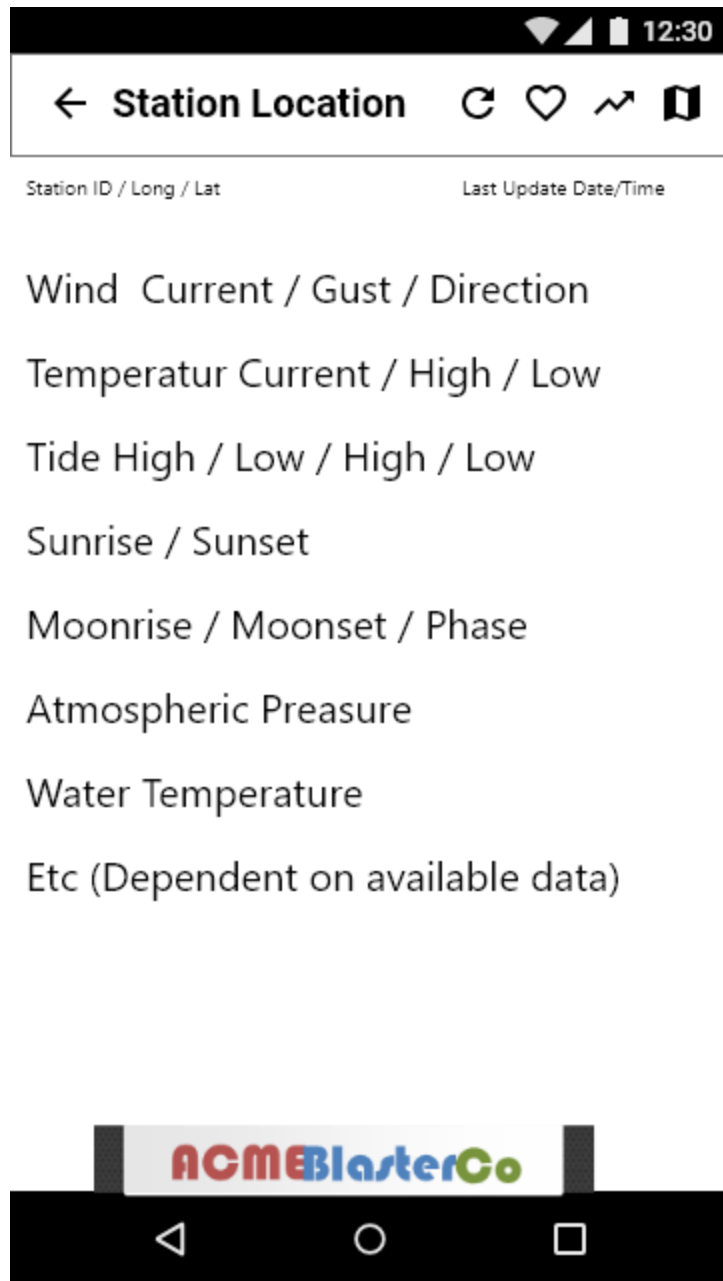 12:30
Station Location
Station ID / Long / Lat Last Update Date/Time
Wind  Current / Gust / Direction
Temperatur Current / High / Low
Tide High / Low / High / Low
Sunrise / Sunset
Moonrise / Moonset / Phase
Atmospheric Preasure
Water Temperature
Etc (Dependent on available data)
ACMEBlasterCo